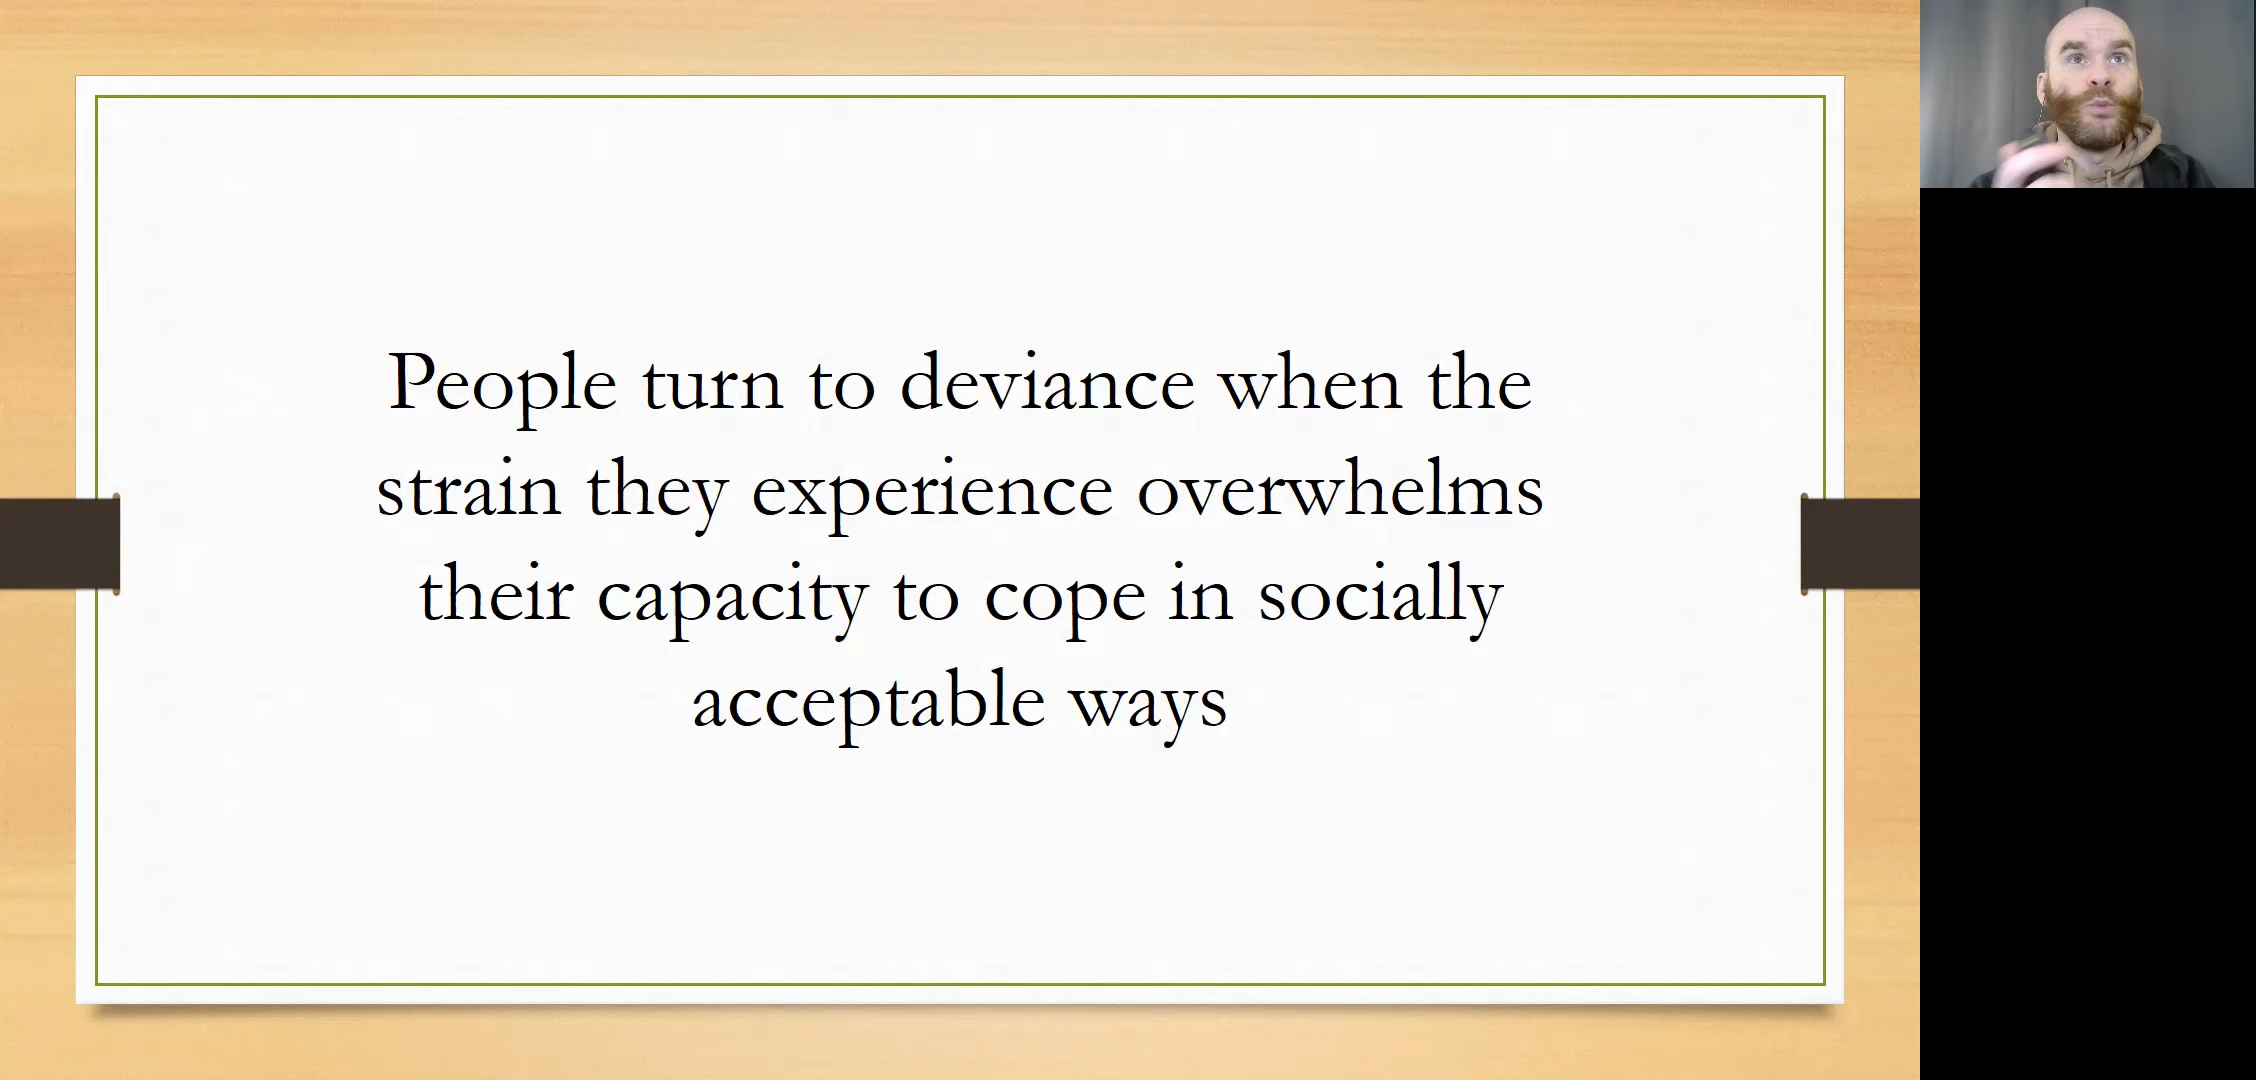 People turn to deviance when the
strain they experience overwhelms
their capacity to cope in socially
acceptable ways